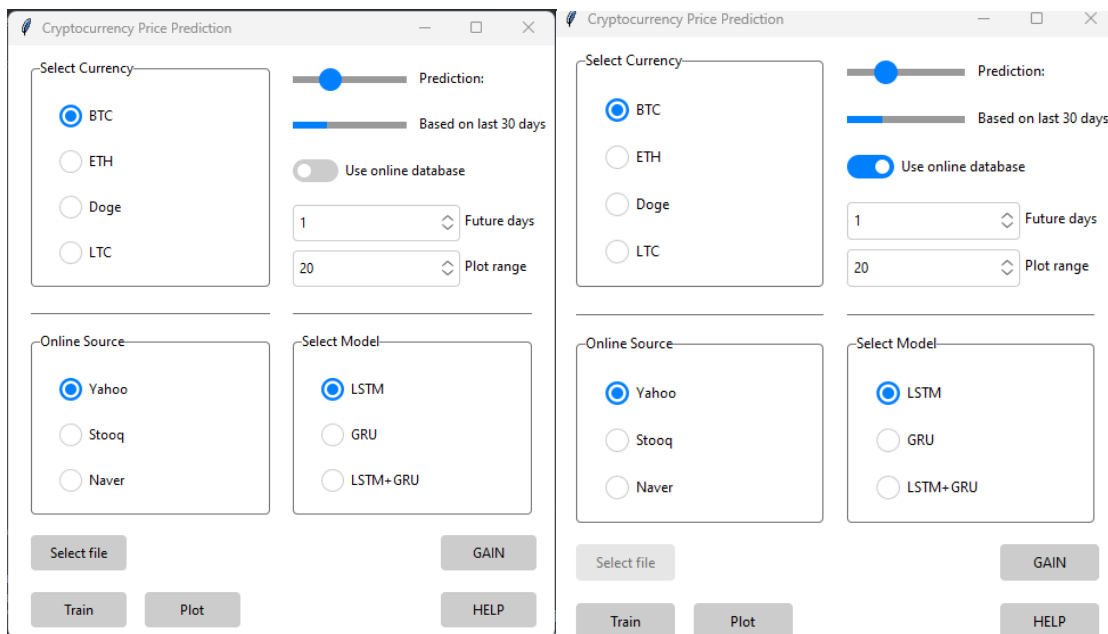 Cryptocurrency Price Prediction
Select Currency
BTC
ETH
Doge
LTC
Prediction:
Based on last 30 days
Use online database
1 Future days
20 Plot range
Online Source
Yahoo
Stooq
Naver
Select Model
LSTM
GRU
LSTM+GRU
Select file
GAIN
Train
Plot
HELP
Cryptocurrency Price Prediction
Select Currency
BTC
ETH
Doge
LTC
Prediction:
Based on last 30 days
Use online database
1 Future days
20 Plot range
Online Source
Yahoo
Stooq
Naver
Select Model
LSTM
GRU
LSTM+GRU
Select file
GAIN
Train
Plot
HELP